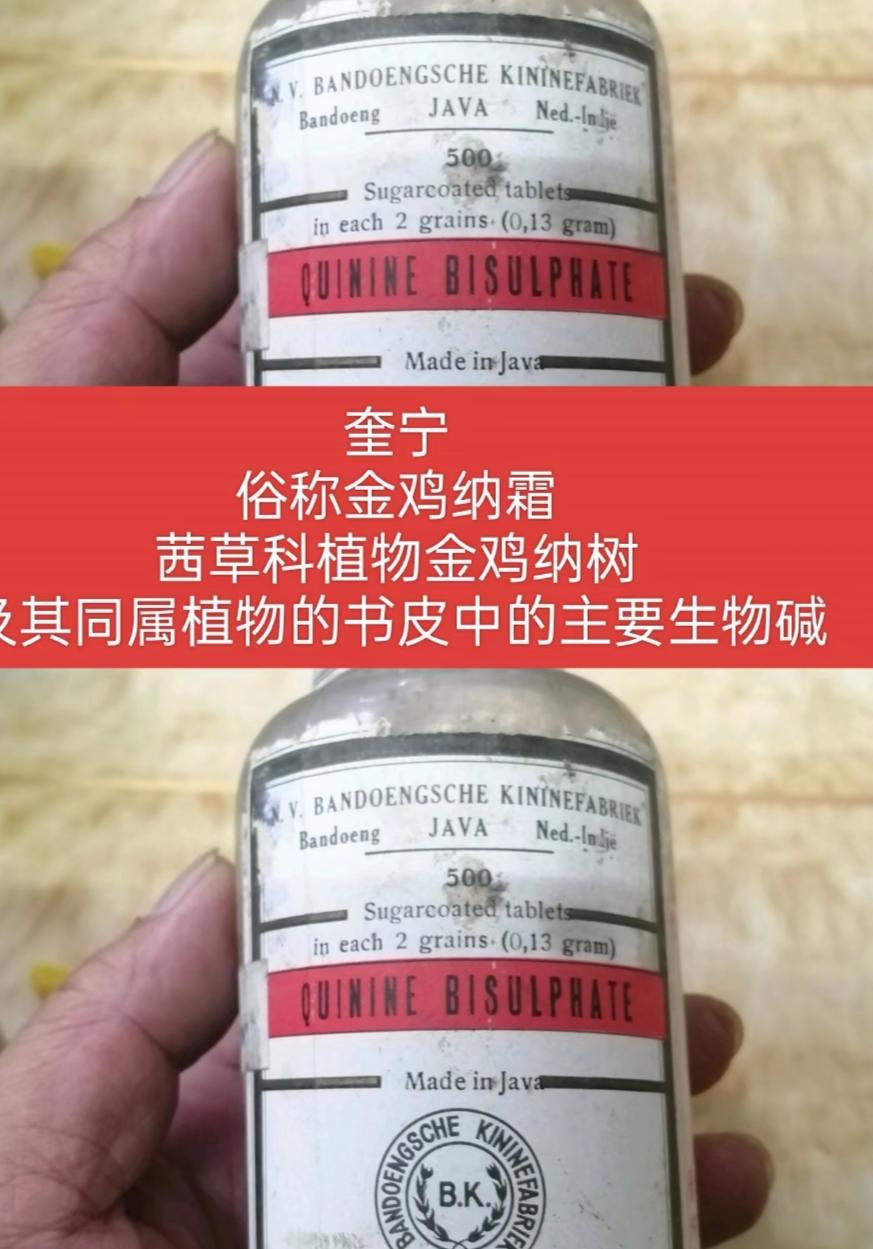 N. V. BANDOENGSCHE KININEFABRIEK
Bandoeng JAVA Ned.-Indië
500
Sugarcoated tablets
in each 2 grains (0,13 gram)
QUININE BISULPHATE
Made in Java
奎宁
俗称金鸡纳霜
茜草科植物金鸡纳树
及其同属植物的书皮中的主要生物碱
N. V. BANDOENGSCHE KININEFABRIEK
Bandoeng JAVA Ned.-Indië
500
Sugarcoated tablets
in each 2 grains (0,13 gram)
QUININE BISULPHATE
Made in Java
BANDOENGSCHE KININEFABRIEK
B.K.